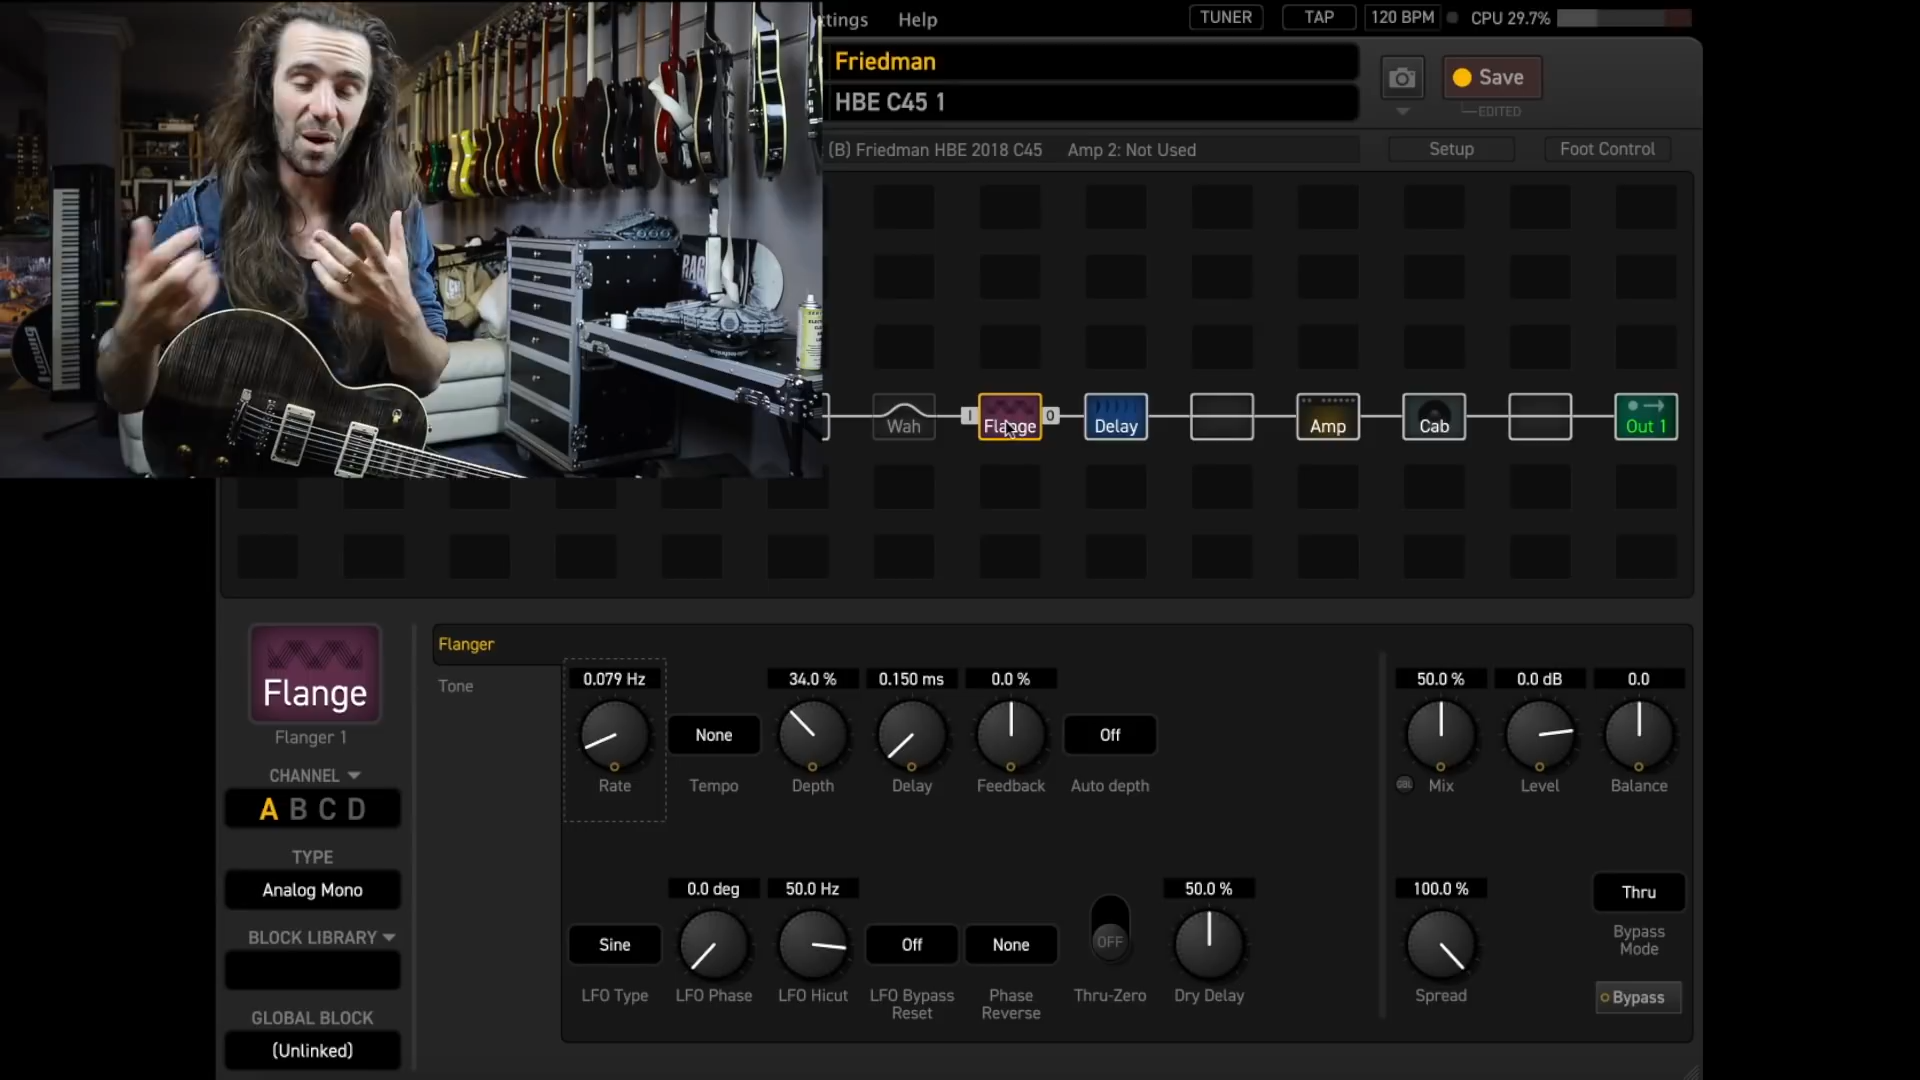 ttings Help TUNER TAP 120 BPM CPU 29.7%
Friedman
Save
HBE C45 1
EDITED
(B) Friedman HBE 2018 C45 Amp 2: Not Used Setup Foot Control
RAG
Wah I Flange O Delay Amp Cab Out 1
Flange
Flanger 1
CHANNEL
A B C D
TYPE
Analog Mono
BLOCK LIBRARY
GLOBAL BLOCK
(Unlinked)
Flanger
Tone
0.079 Hz 34.0 % 0.150 ms 0.0 % 50.0 % 0.0 dB 0.0
None Off
Rate Tempo Depth Delay Feedback Auto depth GBL Mix Level Balance
0.0 deg 50.0 Hz 50.0 % 100.0 % Thru
Sine Off None OFF
LFO Type LFO Phase LFO Hicut LFO Bypass Reset Phase Reverse Thru-Zero Dry Delay Spread
Bypass Mode
Bypass